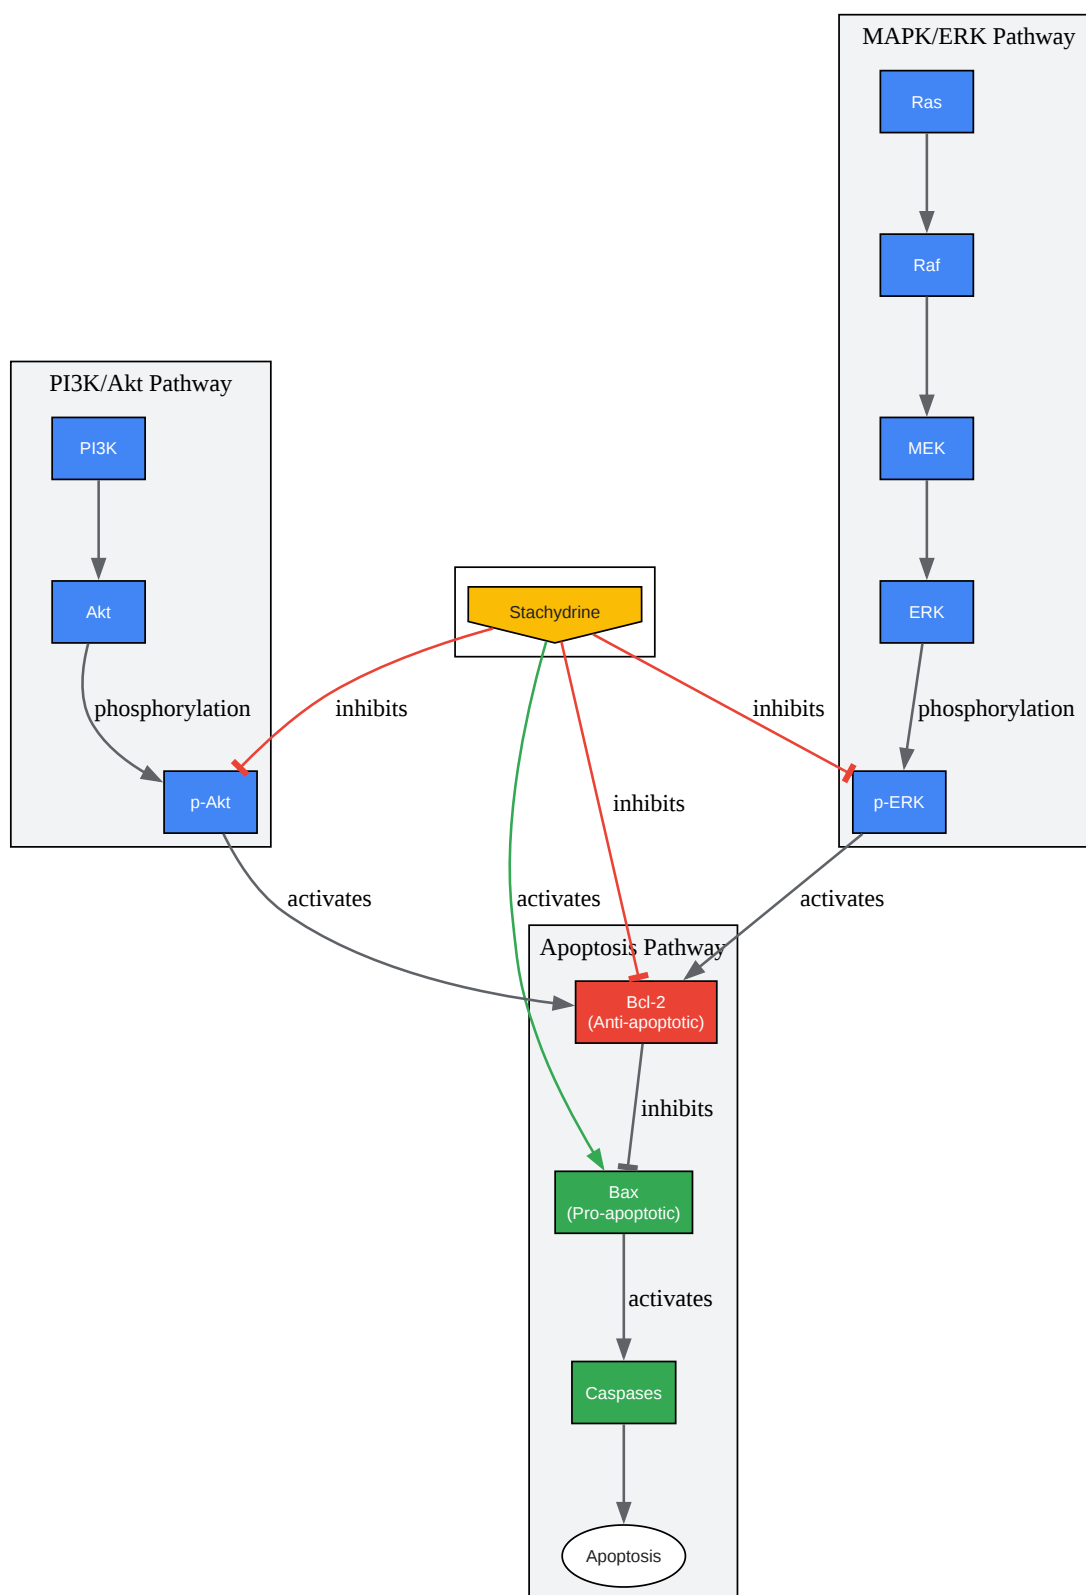 MAPK/ERK Pathway
Ras
Raf
PI3K/Akt Pathway
PI3K
MEK
Akt
Stachydrine
ERK
phosphorylation
inhibits
inhibits
phosphorylation
p-Akt
inhibits
p-ERK
activates
activates
activates
Apoptosis Pathway
Bcl-2
(Anti-apoptotic)
inhibits
Bax
(Pro-apoptotic)
activates
Caspases
Apoptosis